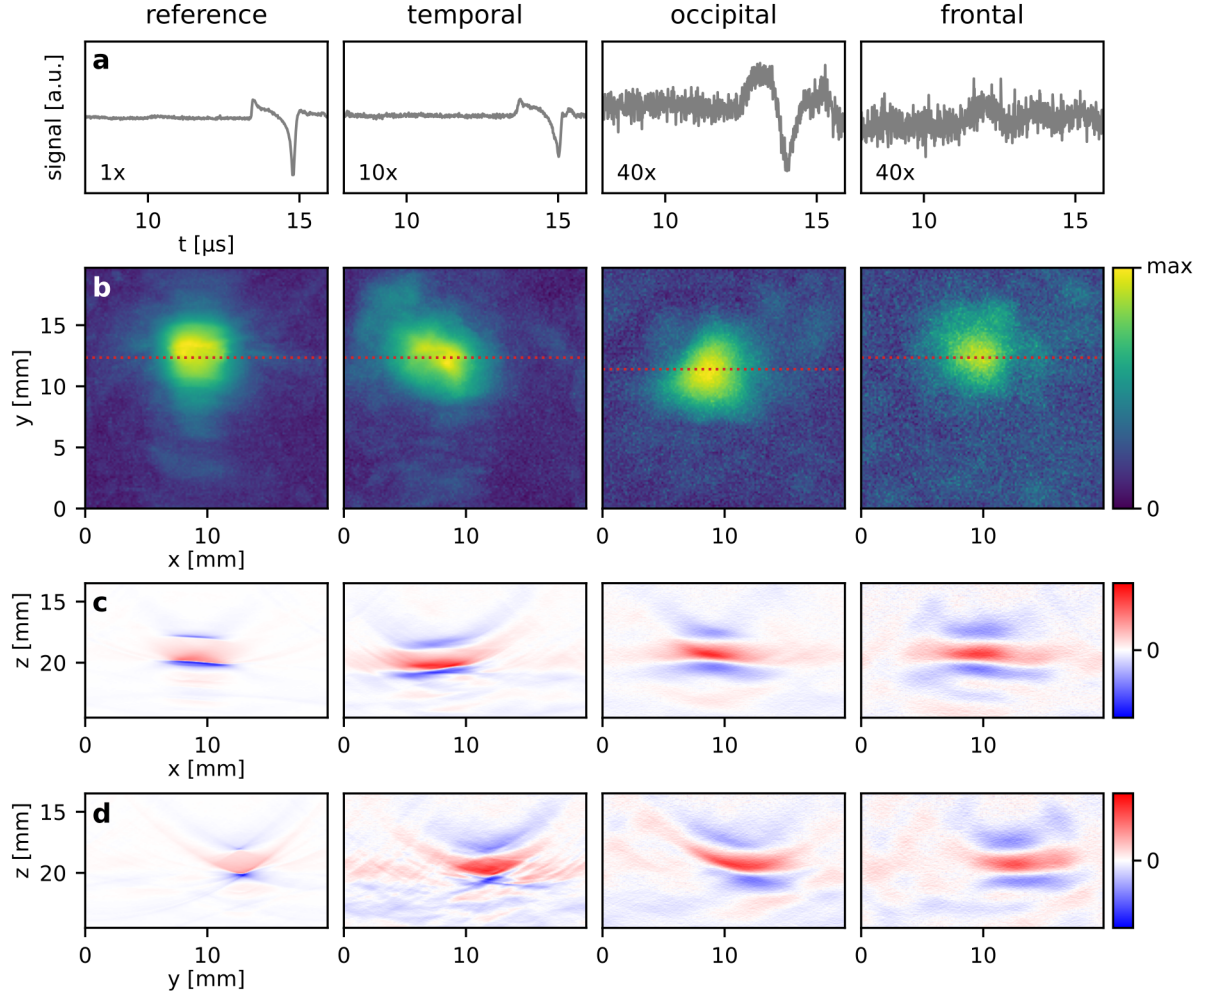 reference temporal occipital frontal
a
signal [a.u.]
1x 10x 40x 40x
10 15 10 15 10 15 10 15
t [µs]
b
max
15
10
5
0
0
y [mm]
0 10 0 10 0 10 0 10
x [mm]
c
15
20
0
z [mm]
0 10 0 10 0 10 0 10
x [mm]
d
15
20
0
z [mm]
0 10 0 10 0 10 0 10
y [mm]